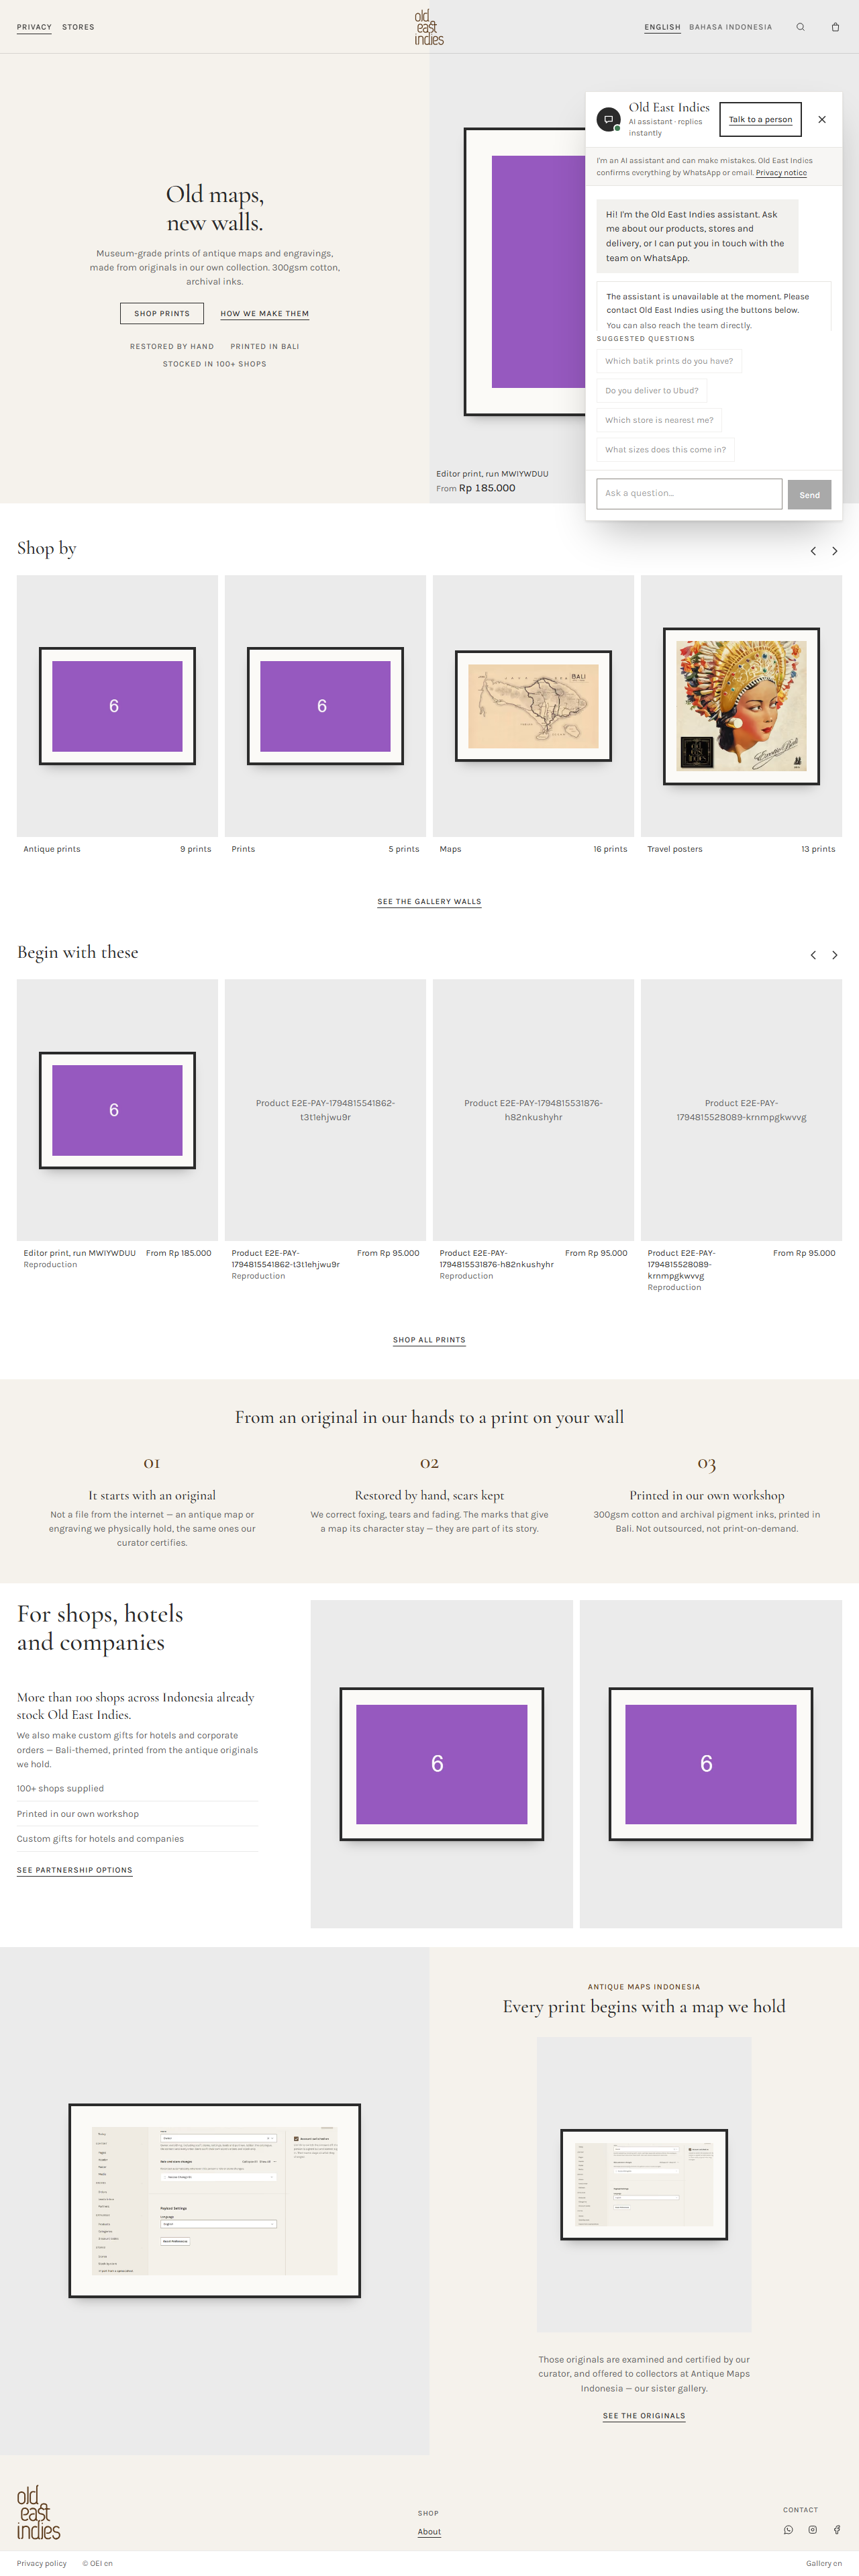 PRIVACY STORES
old east indies
ENGLISH BAHASA INDONESIA
Old East Indies
AI assistant · replies instantly
Talk to a person
I'm an AI assistant and can make mistakes. Old East Indies
confirms everything by WhatsApp or email. Privacy notice
Hi! I'm the Old East Indies assistant. Ask
me about our products, stores and
delivery, or I can put you in touch with the
team on WhatsApp.
The assistant is unavailable at the moment. Please
contact Old East Indies using the buttons below.
You can also reach the team directly.
SUGGESTED QUESTIONS
Which batik prints do you have?
Do you deliver to Ubud?
Which store is nearest me?
What sizes does this come in?
Ask a question...
Send
Old maps,
new walls.
Museum-grade prints of antique maps and engravings,
made from originals in our own collection. 300gsm cotton,
archival inks.
SHOP PRINTS HOW WE MAKE THEM
RESTORED BY HAND PRINTED IN BALI
STOCKED IN 100+ SHOPS
Editor print, run MWIYWDUU
From Rp 185.000
Shop by
6
6
BALI
Antique prints 9 prints
Prints 5 prints
Maps 16 prints
Travel posters 13 prints
SEE THE GALLERY WALLS
Begin with these
6
Product E2E-PAY-1794815541862-
t3t1ehjwu9r
Product E2E-PAY-1794815531876-
h82nkushyhr
Product E2E-PAY-
1794815528089-krnmpgkwvvg
Editor print, run MWIYWDUU From Rp 185.000
Reproduction
Product E2E-PAY- From Rp 95.000
1794815541862-t3t1ehjwu9r
Reproduction
Product E2E-PAY- From Rp 95.000
1794815531876-h82nkushyhr
Reproduction
Product E2E-PAY- From Rp 95.000
1794815528089-
krnmpgkwvvg
Reproduction
SHOP ALL PRINTS
From an original in our hands to a print on your wall
01
It starts with an original
Not a file from the internet — an antique map or
engraving we physically hold, the same ones our
curator certifies.
02
Restored by hand, scars kept
We correct foxing, tears and fading. The marks that give
a map its character stay — they are part of its story.
03
Printed in our own workshop
300gsm cotton and archival pigment inks, printed in
Bali. Not outsourced, not print-on-demand.
For shops, hotels
and companies
More than 100 shops across Indonesia already
stock Old East Indies.
We also make custom gifts for hotels and corporate
orders — Bali-themed, printed from the antique originals
we hold.
100+ shops supplied
Printed in our own workshop
Custom gifts for hotels and companies
SEE PARTNERSHIP OPTIONS
6
6
ANTIQUE MAPS INDONESIA
Every print begins with a map we hold
Payload Settings
Language
English
Those originals are examined and certified by our
curator, and offered to collectors at Antique Maps
Indonesia — our sister gallery.
SEE THE ORIGINALS
old east indies
SHOP
About
CONTACT
Privacy policy © OEI en
Gallery en